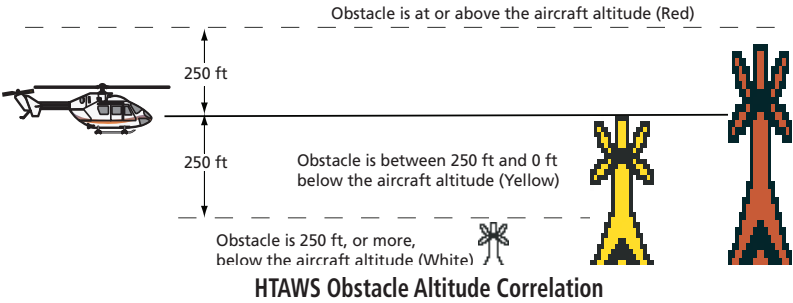 Obstacle is at or above the aircraft altitude (Red)
250 ft
250 ft
Obstacle is between 250 ft and 0 ft
below the aircraft altitude (Yellow)
Obstacle is 250 ft, or more,
below the aircraft altitude (White)
HTAWS Obstacle Altitude Correlation